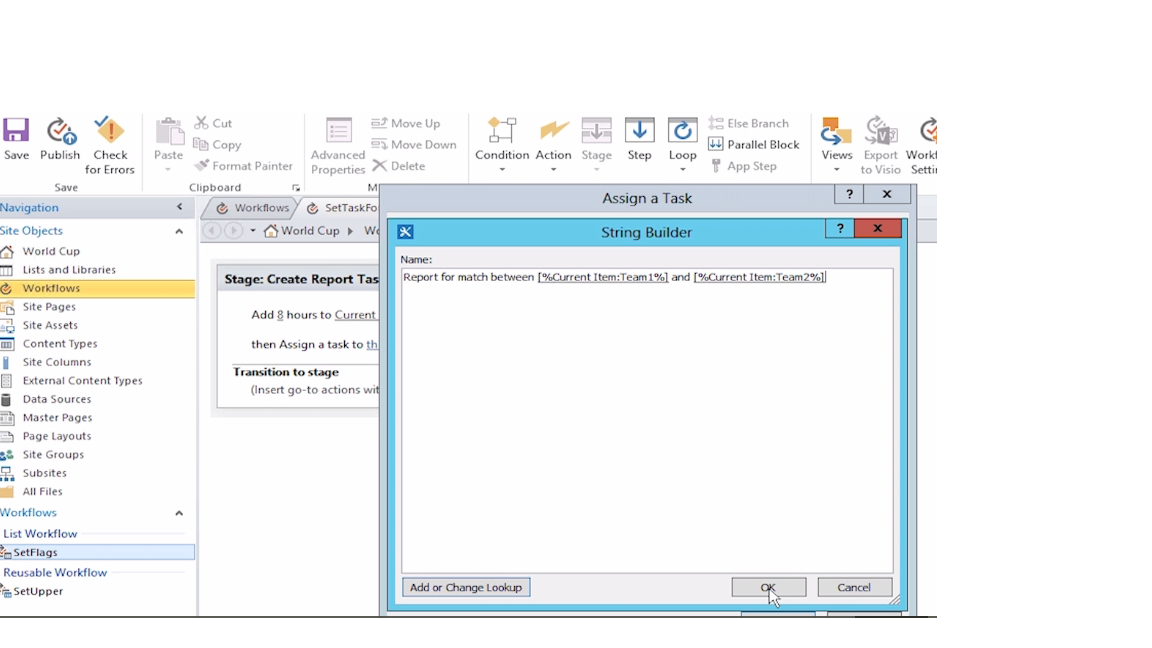 Cut
Copy
Format Painter
Move Up
Move Down
Delete
Else Branch
Parallel Block
App Step
Save
Publish
Check
for Errors
Paste
Advanced
Properties
Condition
Action
Stage
Step
Loop
Views
Export
to Visio
Save
Clipboard
Assign a Task
Navigation
Workflows
World Cup
Site Objects
World Cup
Lists and Libraries
Workflows
Site Pages
Site Assets
Content Types
Site Columns
External Content Types
Data Sources
Master Pages
Page Layouts
Site Groups
Subsites
All Files
Workflows
List Workflow
SetFlags
Reusable Workflow
SetUpper
Stage: Create Report Tas
Add 8 hours to Current
then Assign a task to th
Transition to stage
(Insert go-to actions wit
String Builder
Name:
Report for match between [%Current Item:Team1%] and [%Current Item:Team2%]
Add or Change Lookup
OK
Cancel